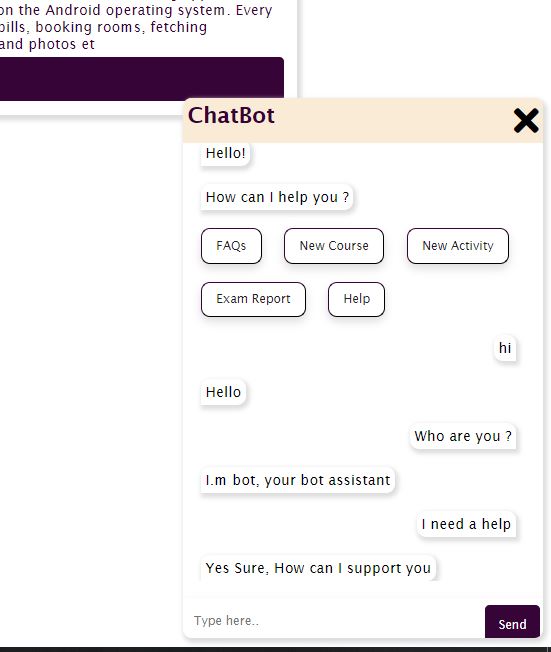 on the Android operating system. Every
bills, booking rooms, fetching
and photos et
ChatBot
Hello!
How can I help you ?
FAQs New Course New Activity
Exam Report Help
hi
Hello
Who are you ?
I.m bot, your bot assistant
I need a help
Yes Sure, How can I support you
Type here..
Send